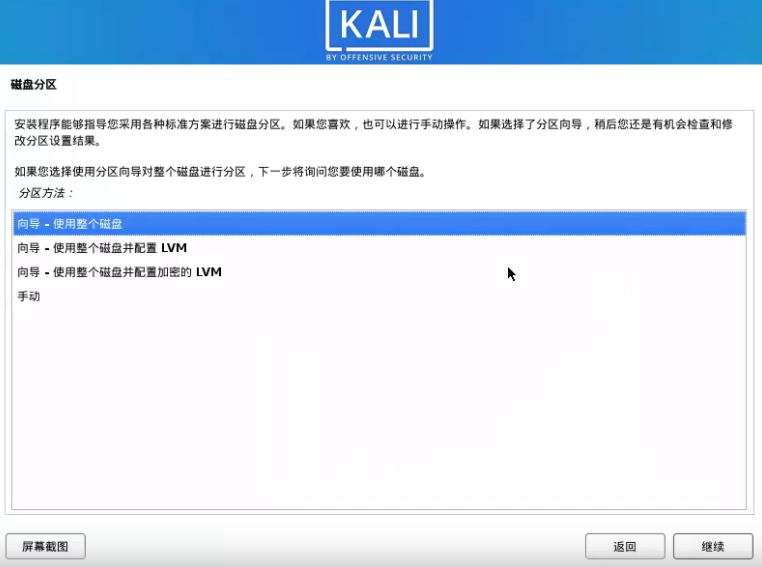 KALI
BY OFFENSIVE SECURITY
磁盘分区
安装程序能够指导您采用各种标准方案进行磁盘分区。如果您喜欢，也可以进行手动操作。如果选择了分区向导，稍后您还是有机会检查和修
改分区设置结果。
如果您选择使用分区向导对整个磁盘进行分区，下一步将询问您要使用哪个磁盘。
分区方法：
向导 - 使用整个磁盘
向导 - 使用整个磁盘并配置 LVM
向导 - 使用整个磁盘并配置加密的 LVM
手动
屏幕截图
返回
继续